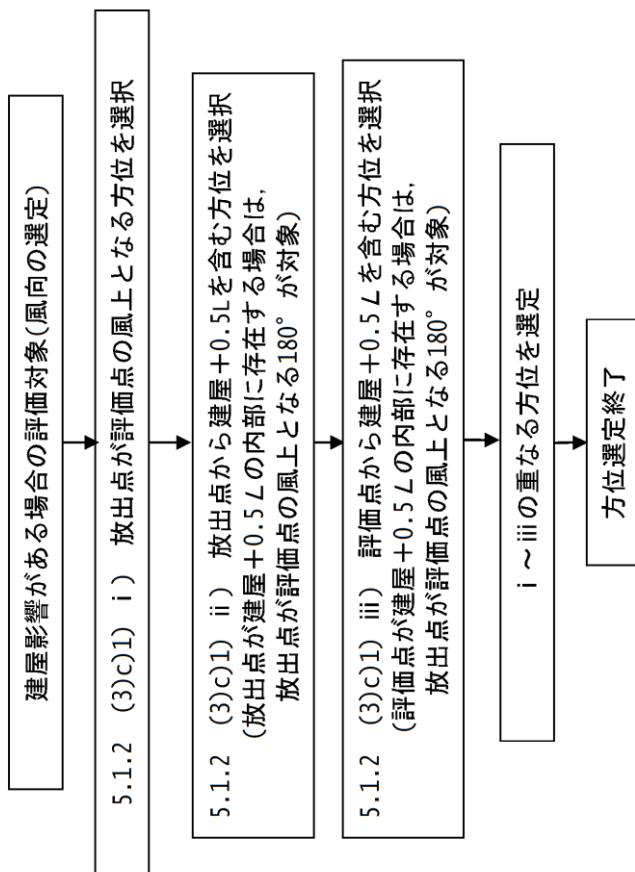 建屋影響がある場合の評価対象(風向の選定)
5.1.2 (3)c)1) ⅰ) 放出点が評価点の風上となる方位を選択
5.1.2 (3)c)1) ⅱ) 放出点から建屋+0.5Lを含む方位を選択
(放出点が建屋+0.5Lの内部に存在する場合は,
放出点が評価点の風上となる180°が対象)
5.1.2 (3)c)1) ⅲ) 評価点から建屋+0.5Lを含む方位を選択
(評価点が建屋+0.5Lの内部に存在する場合は,
放出点が評価点の風上となる180°が対象)
ⅰ~ⅲの重なる方位を選定
方位選定終了